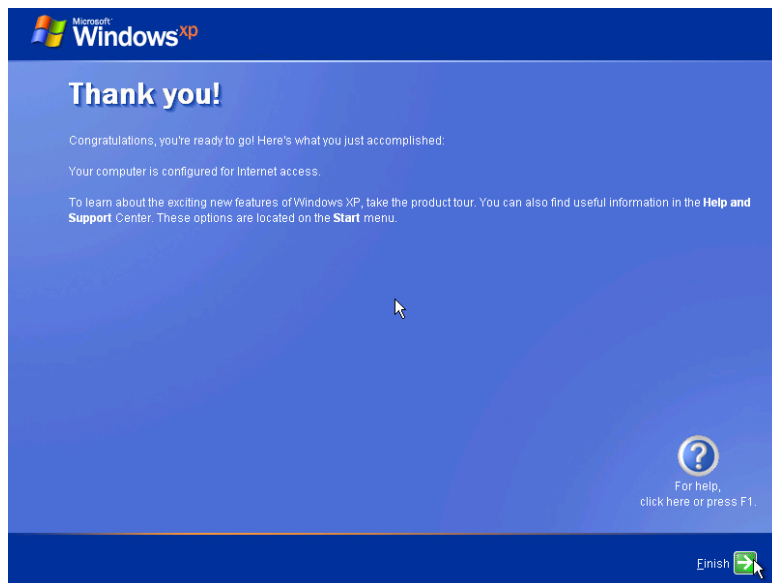 Microsoft
Windows xp
Thank you!
Congratulations, you're ready to go! Here's what you just accomplished:
Your computer is configured for Internet access.
To learn about the exciting new features of Windows XP, take the product tour. You can also find useful information in the Help and
Support Center. These options are located on the Start menu.
?
For help,
click here or press F1.
Finish